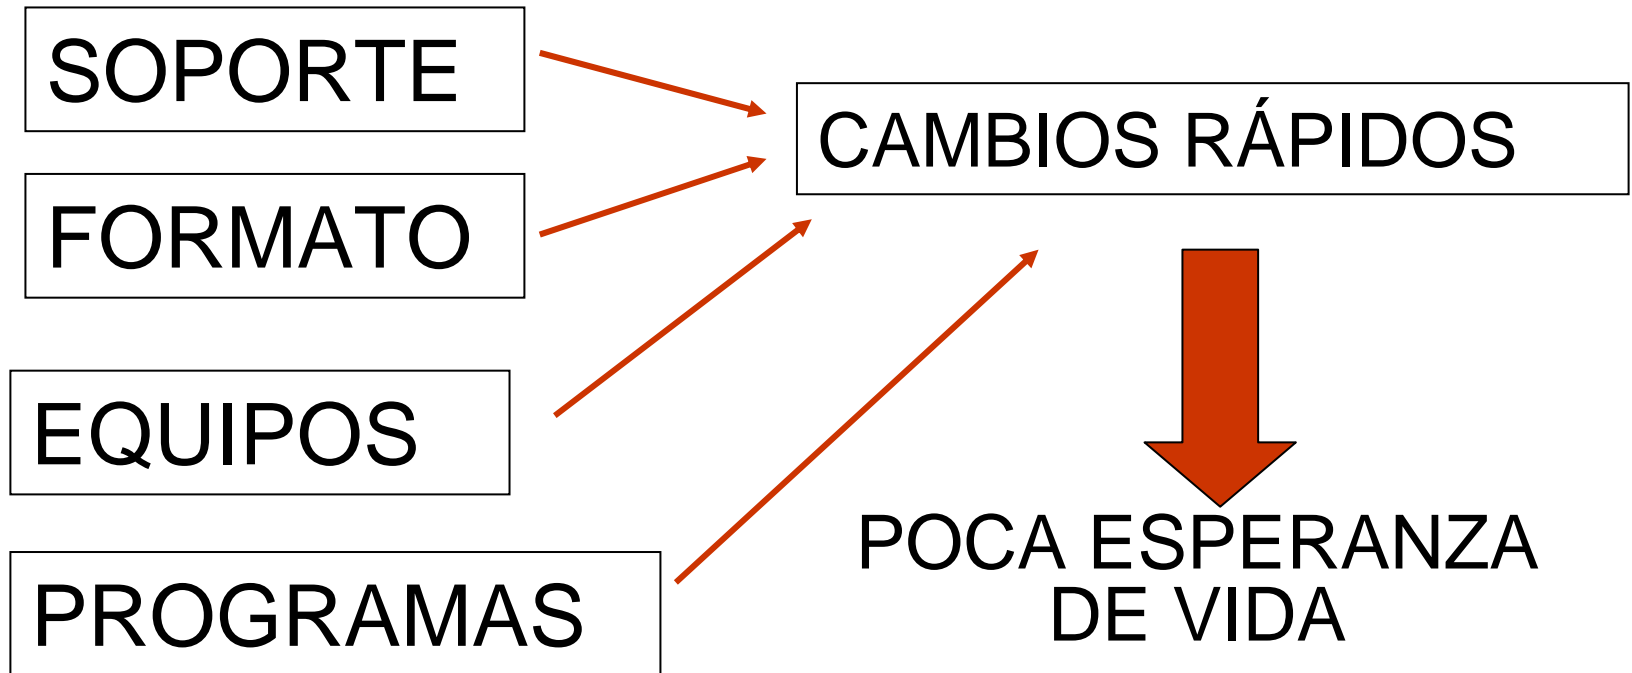 SOPORTE
FORMATO
EQUIPOS
PROGRAMAS
CAMBIOS RÁPIDOS
POCA ESPERANZA
DE VIDA